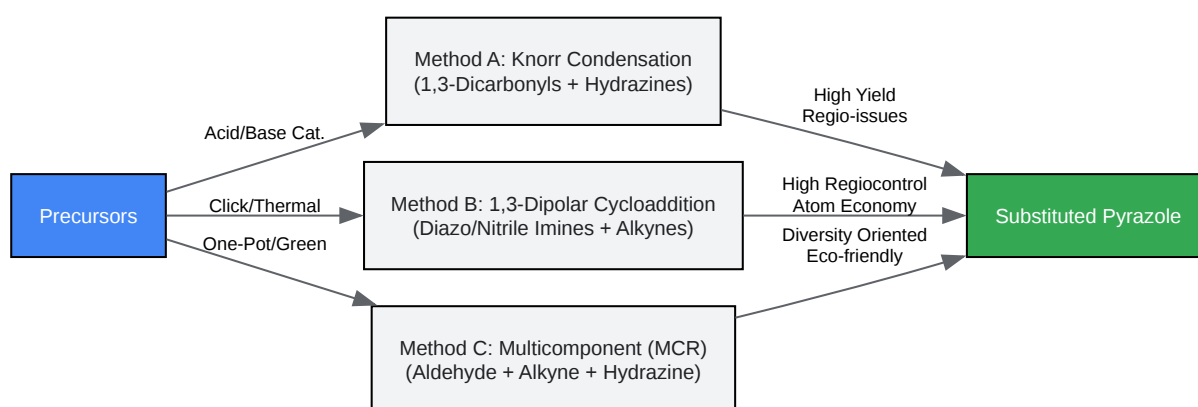 Method A: Knorr Condensation
(1,3-Dicarbonyls + Hydrazines)
High Yield
Regio-issues
Acid/Base Cat.
Precursors
Click/Thermal
Method B: 1,3-Dipolar Cycloaddition
(Diazo/Nitrile Imines + Alkynes)
High Regiocontrol
Atom Economy
Substituted Pyrazole
One-Pot/Green
Diversity Oriented
Eco-friendly
Method C: Multicomponent (MCR)
(Aldehyde + Alkyne + Hydrazine)